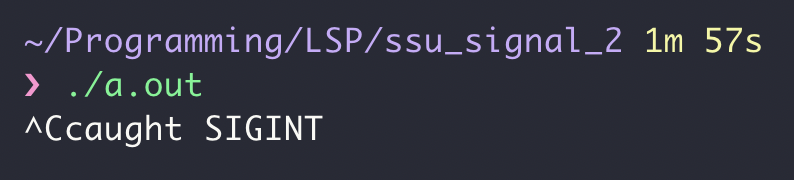 ~/Programming/LSP/ssu_signal_2 1m 57s
❯ ./a.out
^Ccaught SIGINT